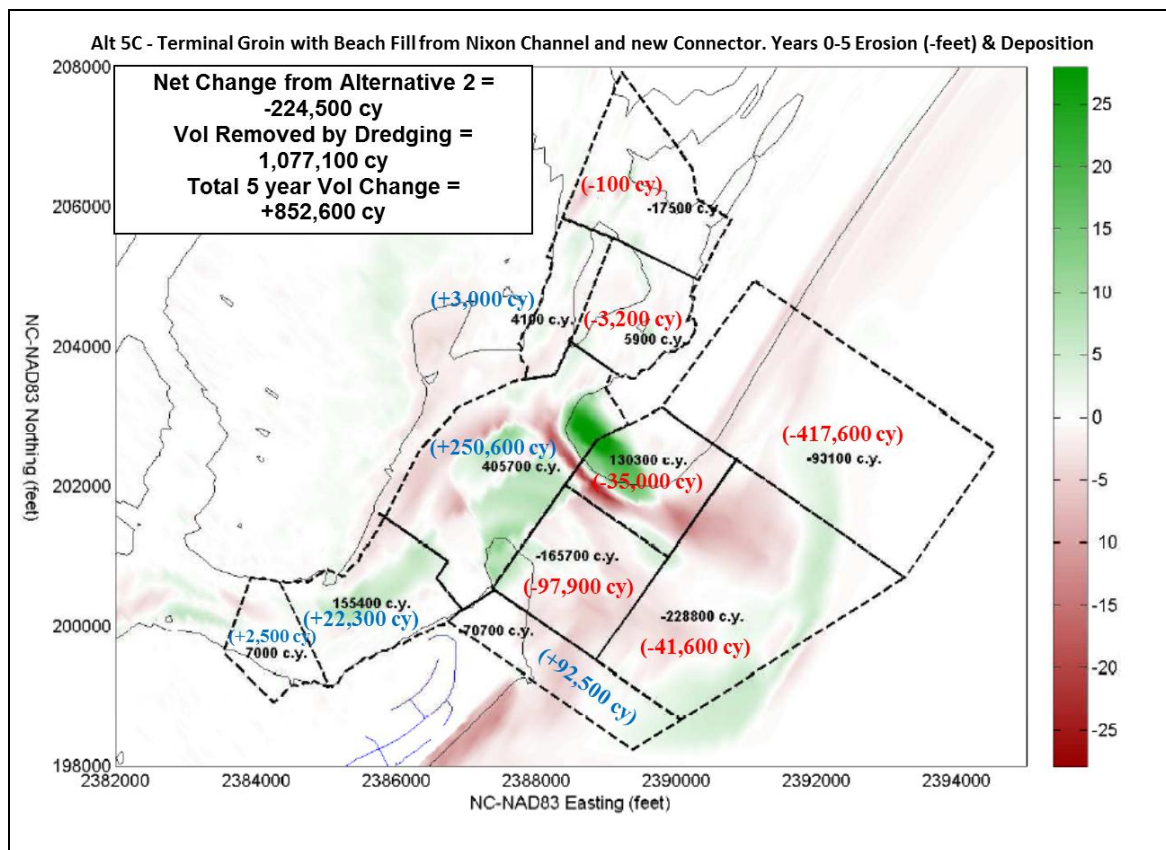 Alt 5C - Terminal Groin with Beach Fill from Nixon Channel and new Connector. Years 0-5 Erosion (-feet) & Deposition
Net Change from Alternative 2 =
-224,500 cy
Vol Removed by Dredging =
1,077,100 cy
Total 5 year Vol Change =
+852,600 cy
208000
206000
204000
202000
200000
198000
NC-NAD83 Northing (feet)
(-100 cy)
-17500 c.y.
(+3,000 cy)
4100 c.y.
(-3,200 cy)
5900 c.y.
(-417,600 cy)
-93100 c.y.
(+250,600 cy)
405700 c.y.
130300 c.y.
(-35,000 cy)
-165700 c.y.
(-97,900 cy)
-228800 c.y.
(-41,600 cy)
155400 c.y.
(+22,300 cy)
(+2,500 cy)
7000 c.y.
-70700 c.y.
(+92,500 cy)
2382000
2384000
2386000
2388000
2390000
2392000
2394000
NC-NAD83 Easting (feet)
25
20
15
10
5
0
-5
-10
-15
-20
-25